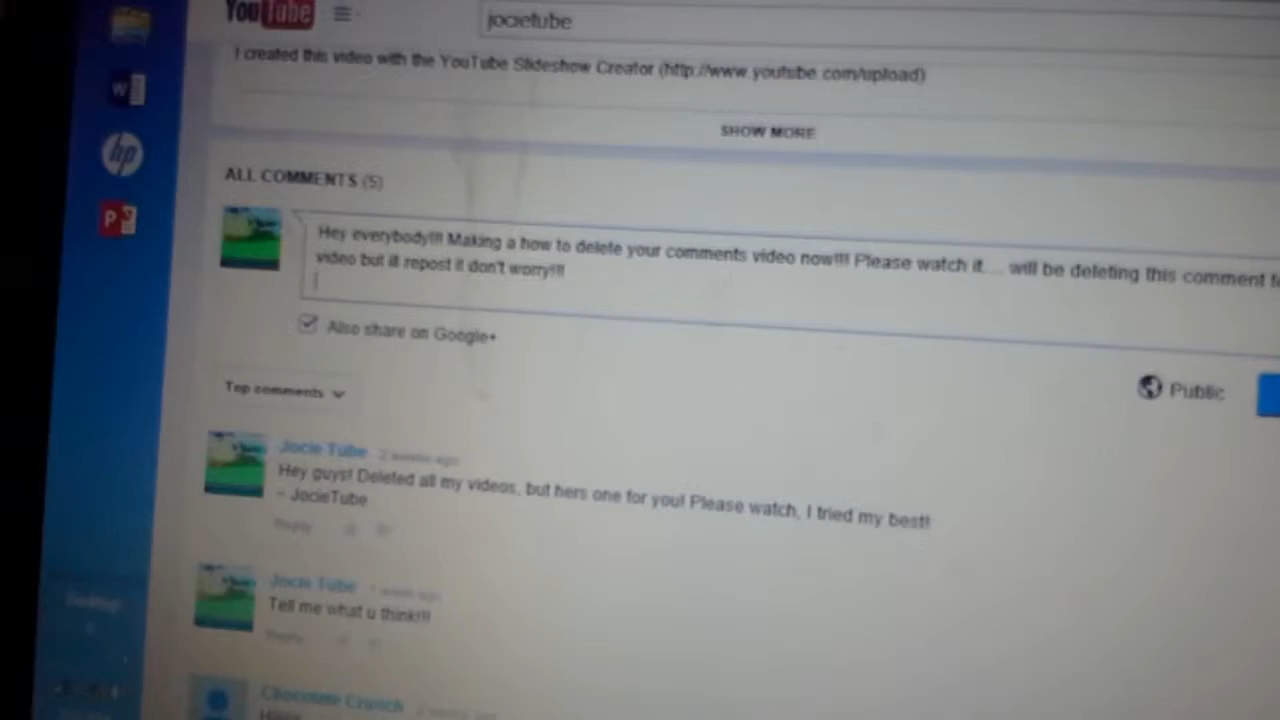 YouTube
jocietube
I created this video with the YouTube Slideshow Creator (http://www.youtube.com/upload)
SHOW MORE
ALL COMMENTS (5)
Hey everybody!!! Making a how to delete your comments video now!!! Please watch it.... will be deleting this comment
video but ill repost it don't worry!!!
Also share on Google+
Top comments
Public
Jocie Tube 2 weeks ago
Hey guys! Deleted all my videos, but hers one for you! Please watch, I tried my best!
- JocieTube
Reply
Jocie Tube 1 week ago
Tell me what u think!!!
Reply
Chocolate Crunch
W
hp
P
Desktop